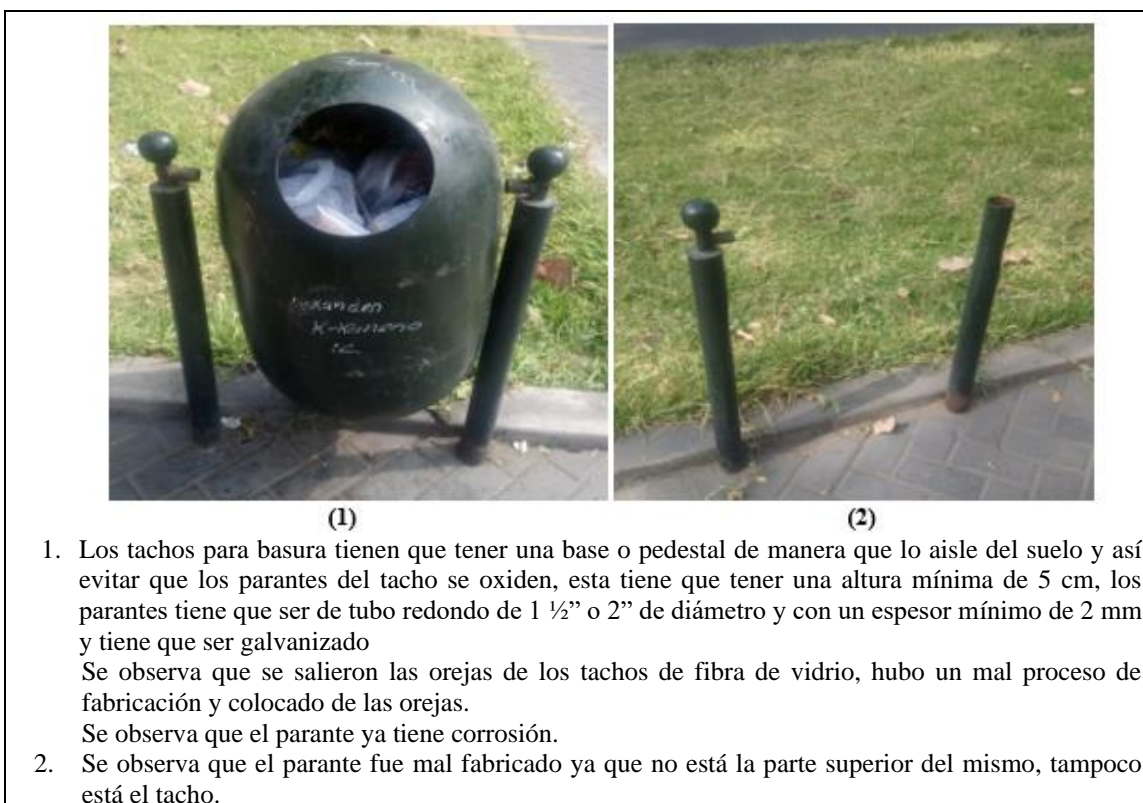 (1)
(2)
1. Los tachos para basura tienen que tener una base o pedestal de manera que lo aisle del suelo y así
evitar que los parantes del tacho se oxiden, esta tiene que tener una altura mínima de 5 cm, los
parantes tiene que ser de tubo redondo de 1 ½” o 2” de diámetro y con un espesor mínimo de 2 mm
y tiene que ser galvanizado
Se observa que se salieron las orejas de los tachos de fibra de vidrio, hubo un mal proceso de
fabricación y colocado de las orejas.
Se observa que el parante ya tiene corrosión.
2. Se observa que el parante fue mal fabricado ya que no está la parte superior del mismo, tampoco
está el tacho.